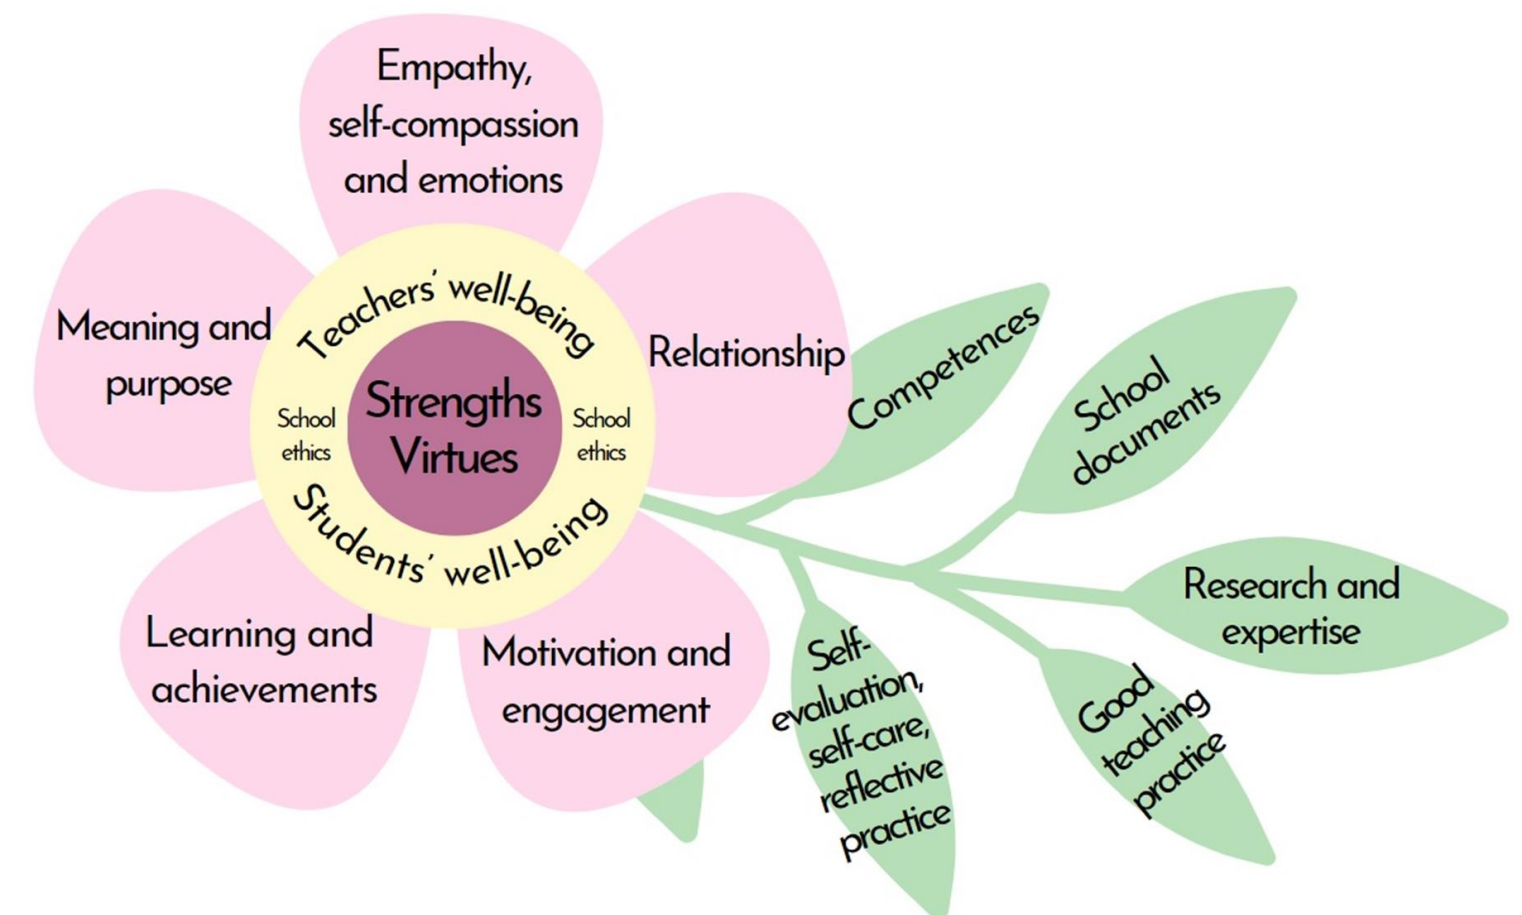 Empathy,
self-compassion
and emotions
Meaning and
purpose
Relationship
Teachers' well-being
School
ethics
Strengths
Virtues
School
ethics
Students' well-being
Learning and
achievements
Motivation and
engagement
Competences
School
documents
Research and
expertise
Good
teaching
practice
Self-
evaluation,
self-care,
reflective
practice